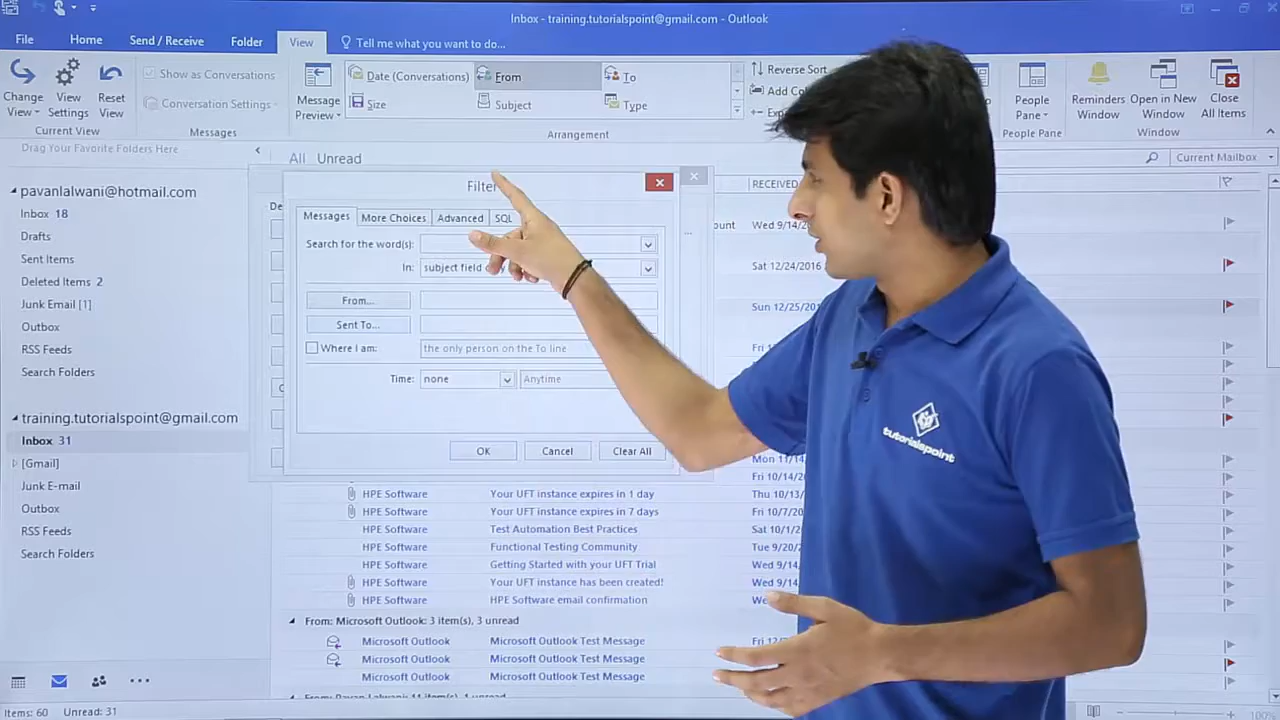 Inbox - training.tutorialspoint@gmail.com - Outlook
File Home Send / Receive Folder View Tell me what you want to do...
Change View
View Settings
Reset View
Current View
Show as Conversations
Conversation Settings
Messages
Message Preview
Date (Conversations) From To
Size Subject Type
Arrangement
Reverse Sort
Add
People Pane
People Pane
Reminders Window
Open in New Window
Close All Items
Window
Drag Your Favorite Folders Here
All Unread
Current Mailbox
pavanlalwani@hotmail.com
Inbox 18
Drafts
Sent Items
Deleted Items 2
Junk Email [1]
Outbox
RSS Feeds
Search Folders
training.tutorialspoint@gmail.com
Inbox 31
[Gmail]
Junk E-mail
Outbox
RSS Feeds
Search Folders
Filter
Messages More Choices Advanced SQL
Search for the word(s):
In: subject field
From...
Sent To...
Where I am: the only person on the To line
Time: none Anytime
OK Cancel Clear All
RECEIVED
Wed 9/14/
Sat 12/24/2016
Sun 12/25/
Mon 11/14
Fri 10/14/
HPE Software Your UFT instance expires in 1 day Thu 10/13/
HPE Software Your UFT instance expires in 7 days Fri 10/7/20
HPE Software Test Automation Best Practices Sat 10/1/
HPE Software Functional Testing Community Tue 9/20/
HPE Software Getting Started with your UFT Trial Wed 9/14/
HPE Software Your UFT instance has been created! Wed 9/14
HPE Software HPE Software email confirmation Wed
From: Microsoft Outlook: 3 item(s), 3 unread
Microsoft Outlook Microsoft Outlook Test Message Fri 12
Microsoft Outlook Microsoft Outlook Test Message
Microsoft Outlook Microsoft Outlook Test Message
From: Pavan Lalwani: 11 item(s), 1 unread
Items: 60 Unread: 31
100%
tutorialspoint